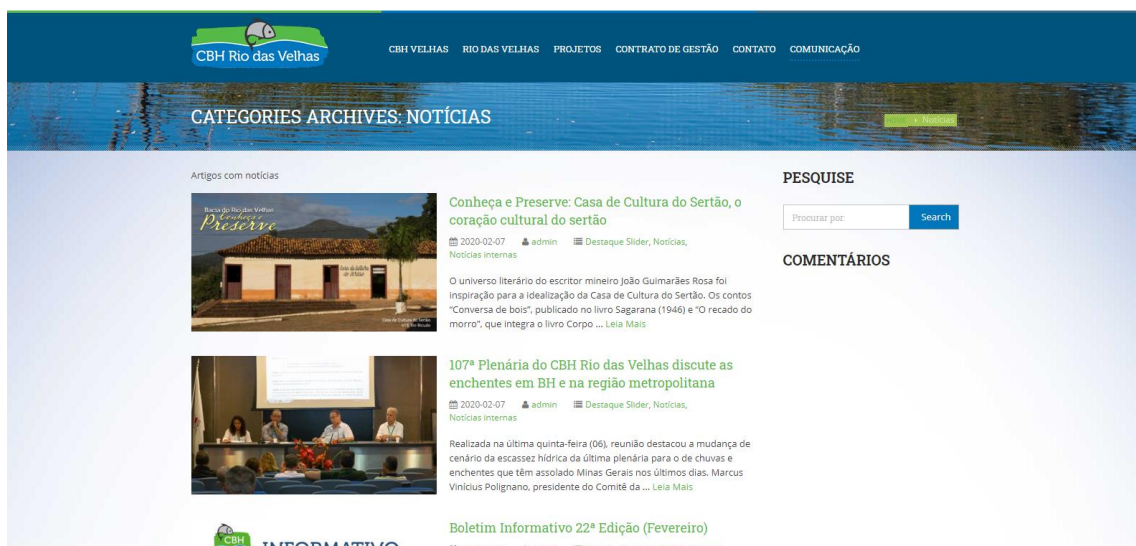 CBH Rio das Velhas
CBH VELHAS RIO DAS VELHAS PROJETOS CONTRATO DE GESTÃO CONTATO COMUNICAÇÃO
CATEGORIES ARCHIVES: NOTÍCIAS
» Notícias
Artigos com notícias
PESQUISE
Procurar por:
Search
COMENTÁRIOS
Bacia do Rio das Velhas
Conheça e
Preserve
Conheça e Preserve: Casa de Cultura do Sertão, o
coração cultural do sertão
2020-02-07 admin Destaque Slider, Notícias,
Notícias internas
O universo literário do escritor mineiro João Guimarães Rosa foi
inspiração para a idealização da Casa de Cultura do Sertão. Os contos
“Conversa de bois”, publicado no livro Sagarana (1946) e “O recado do
morro”, que integra o livro Corpo ... Leia Mais
107ª Plenária do CBH Rio das Velhas discute as
enchentes em BH e na região metropolitana
2020-02-07 admin Destaque Slider, Notícias,
Notícias internas
Realizada na última quinta-feira (06), reunião destacou a mudança de
cenário da escassez hídrica da última plenária para o de chuvas e
enchentes que têm assolado Minas Gerais nos últimos dias. Marcus
Vinícius Polignano, presidente do Comitê da ... Leia Mais
CBH
INFORMATIVO
Boletim Informativo 22ª Edição (Fevereiro)